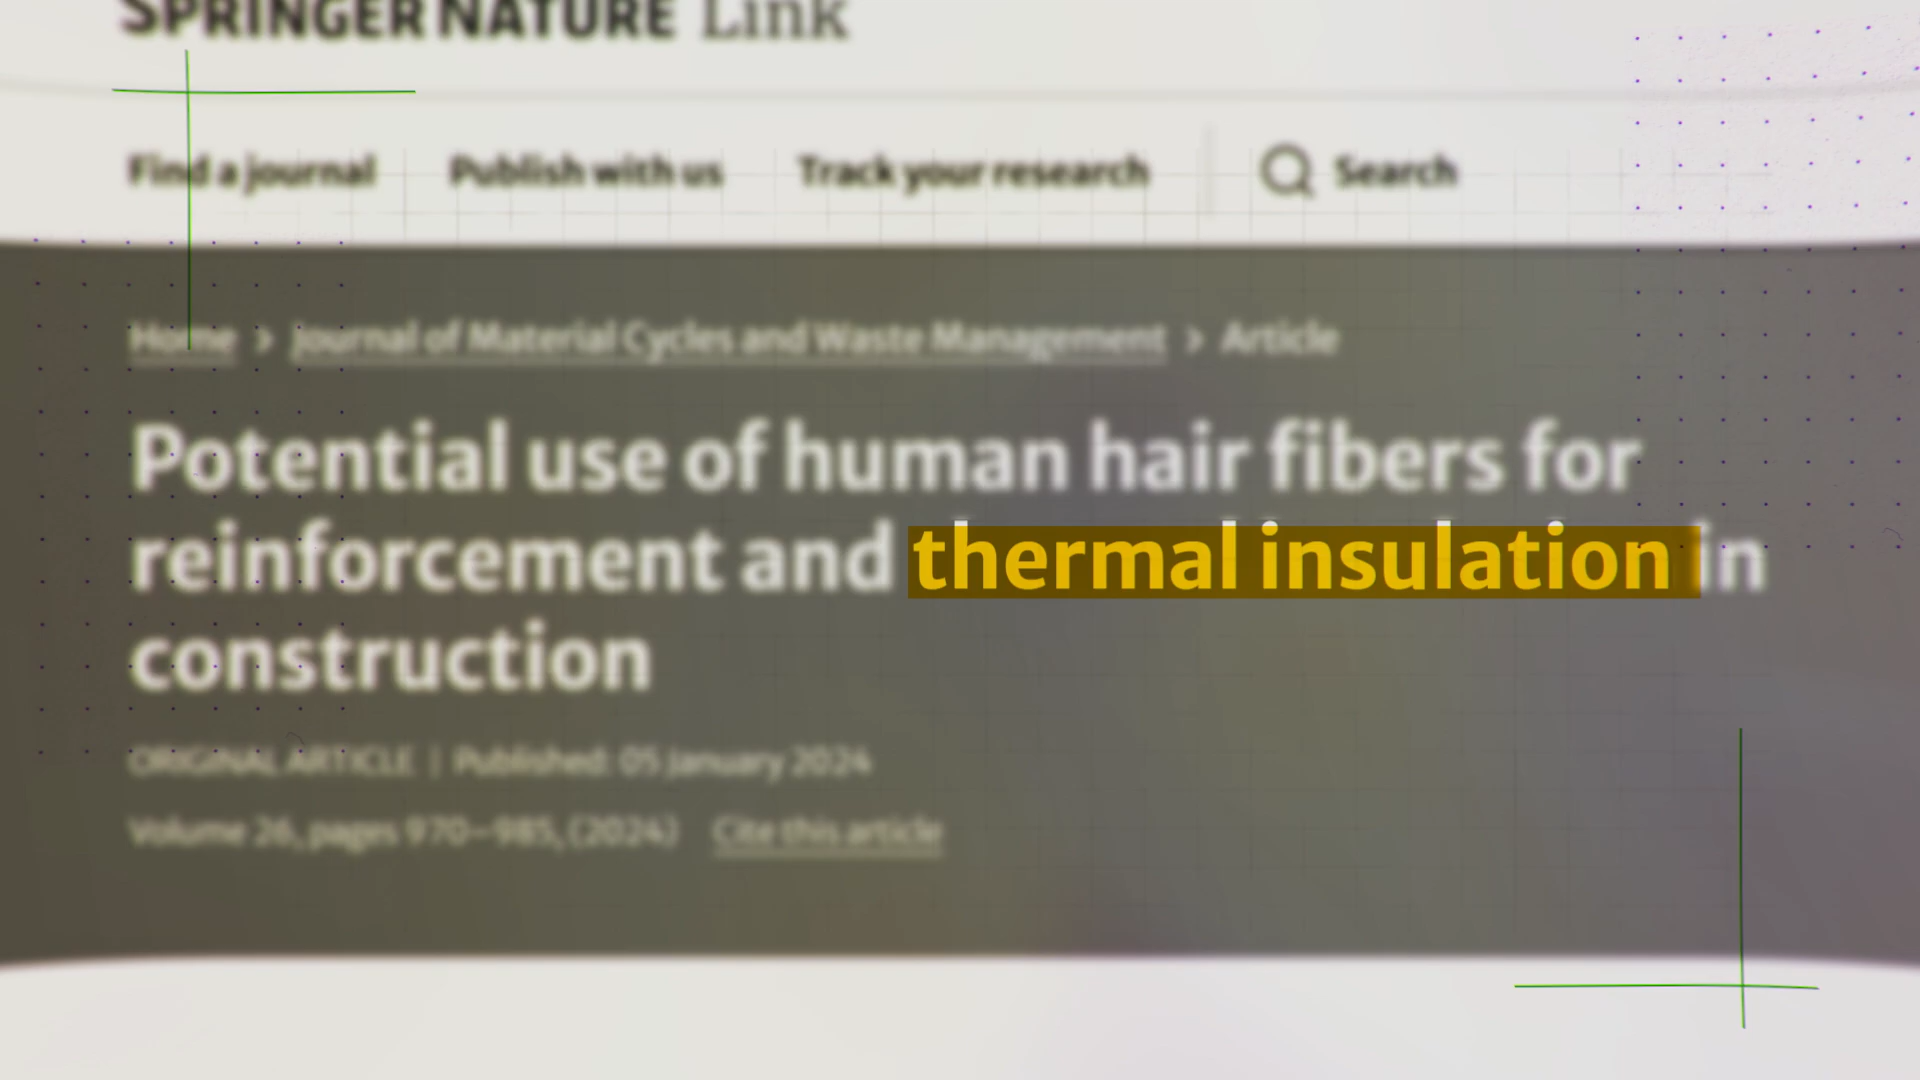 SPRINGER NATURE Link
Find a journal Publish with us Track your research Search
Home > Journal of Material Cycles and Waste Management > Article
Potential use of human hair fibers for
reinforcement and thermal insulation in
construction
ORIGINAL ARTICLE | Published: 05 January 2024
Volume 26, pages 970–985, (2024) Cite this article